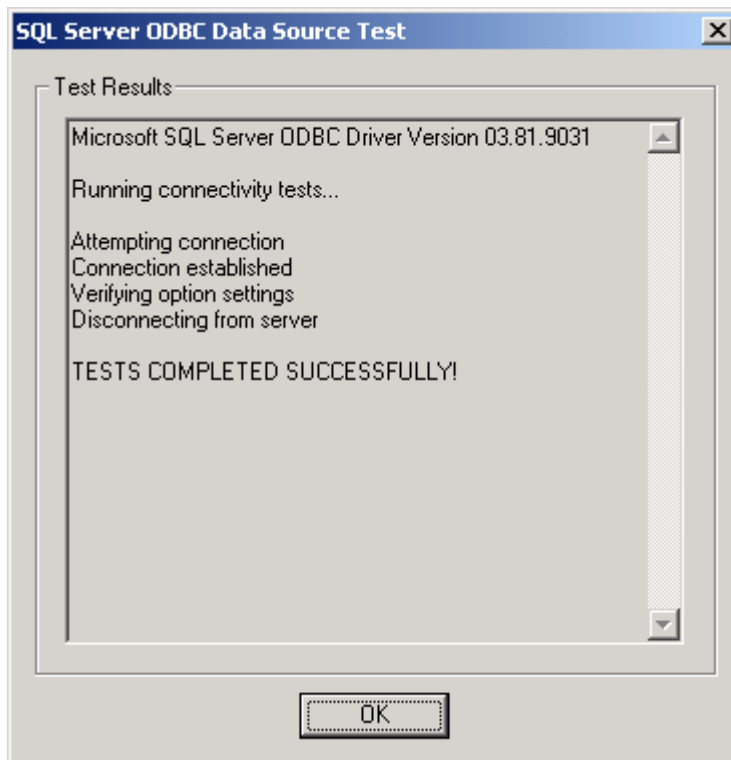 SQL Server ODBC Data Source Test
Test Results
Microsoft SQL Server ODBC Driver Version 03.81.9031
Running connectivity tests...
Attempting connection
Connection established
Verifying option settings
Disconnecting from server
TESTS COMPLETED SUCCESSFULLY!
OK